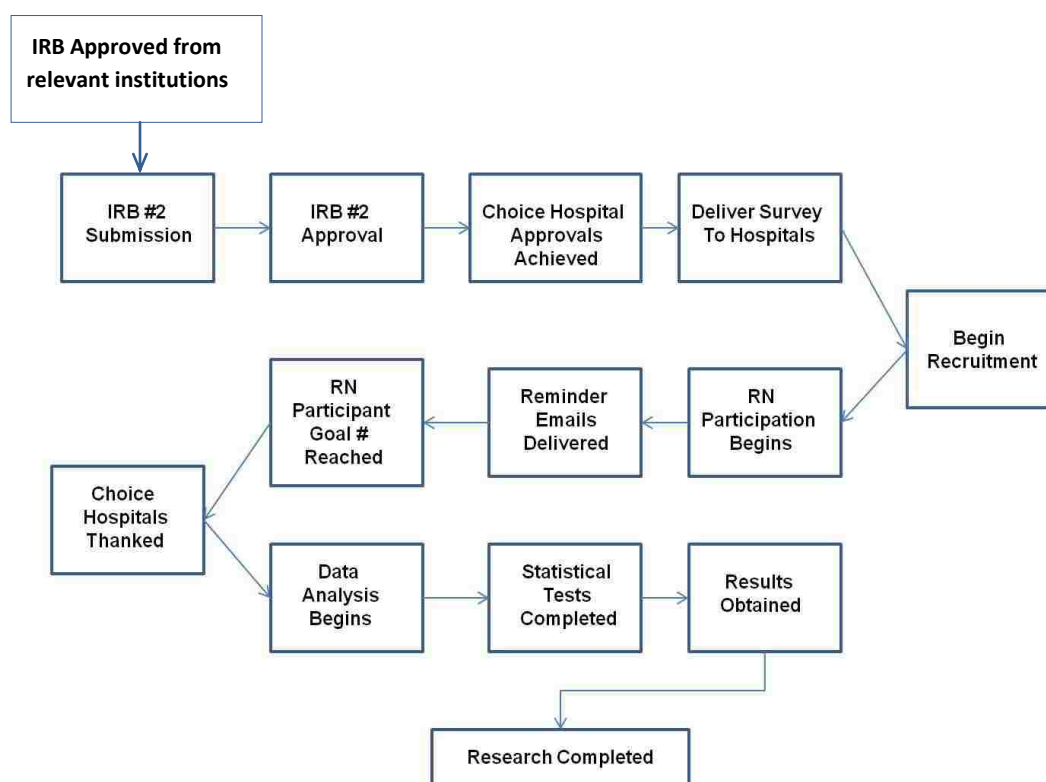 IRB Approved from
relevant institutions
IRB #2
Submission
IRB #2
Approval
Choice Hospital
Approvals
Achieved
Deliver Survey
To Hospitals
Begin
Recruitment
RN
Participation
Begins
Reminder
Emails
Delivered
RN
Participant
Goal #
Reached
Choice
Hospitals
Thanked
Data
Analysis
Begins
Statistical
Tests
Completed
Results
Obtained
Research Completed